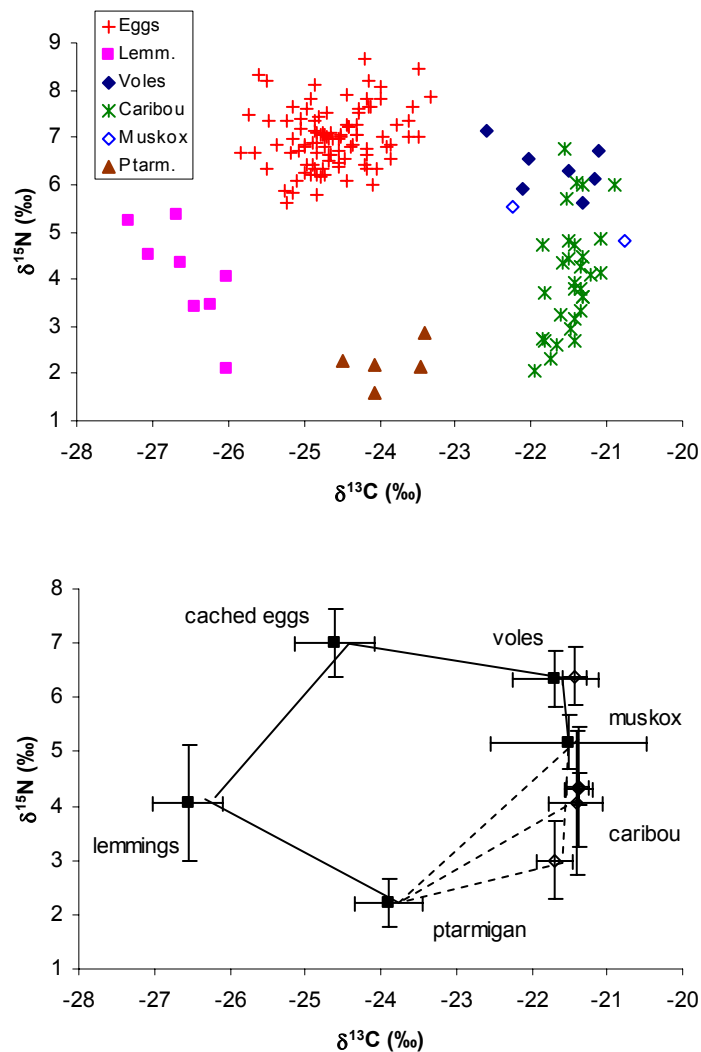 Eggs
Lemm.
Voles
Caribou
Muskox
Ptarm.
9
8
7
6
5
4
3
2
1
δ15N (‰)
-28 -27 -26 -25 -24 -23 -22 -21 -20
δ13C (‰)
8
7
6
5
4
3
2
1
δ15N (‰)
cached eggs
voles
muskox
lemmings
caribou
ptarmigan
-28 -27 -26 -25 -24 -23 -22 -21 -20
δ13C (‰)